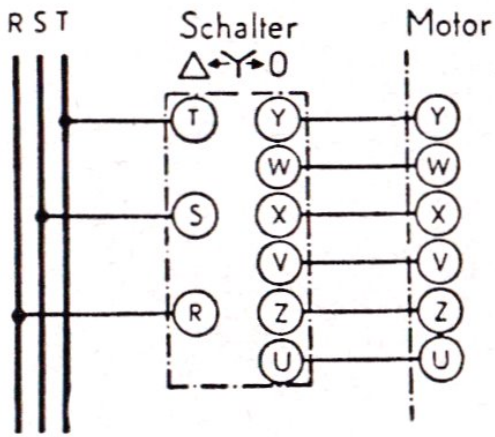 R S T Schalter Motor
△←Y→0
T Y Y
W W
S X X
V V
R Z Z
U U